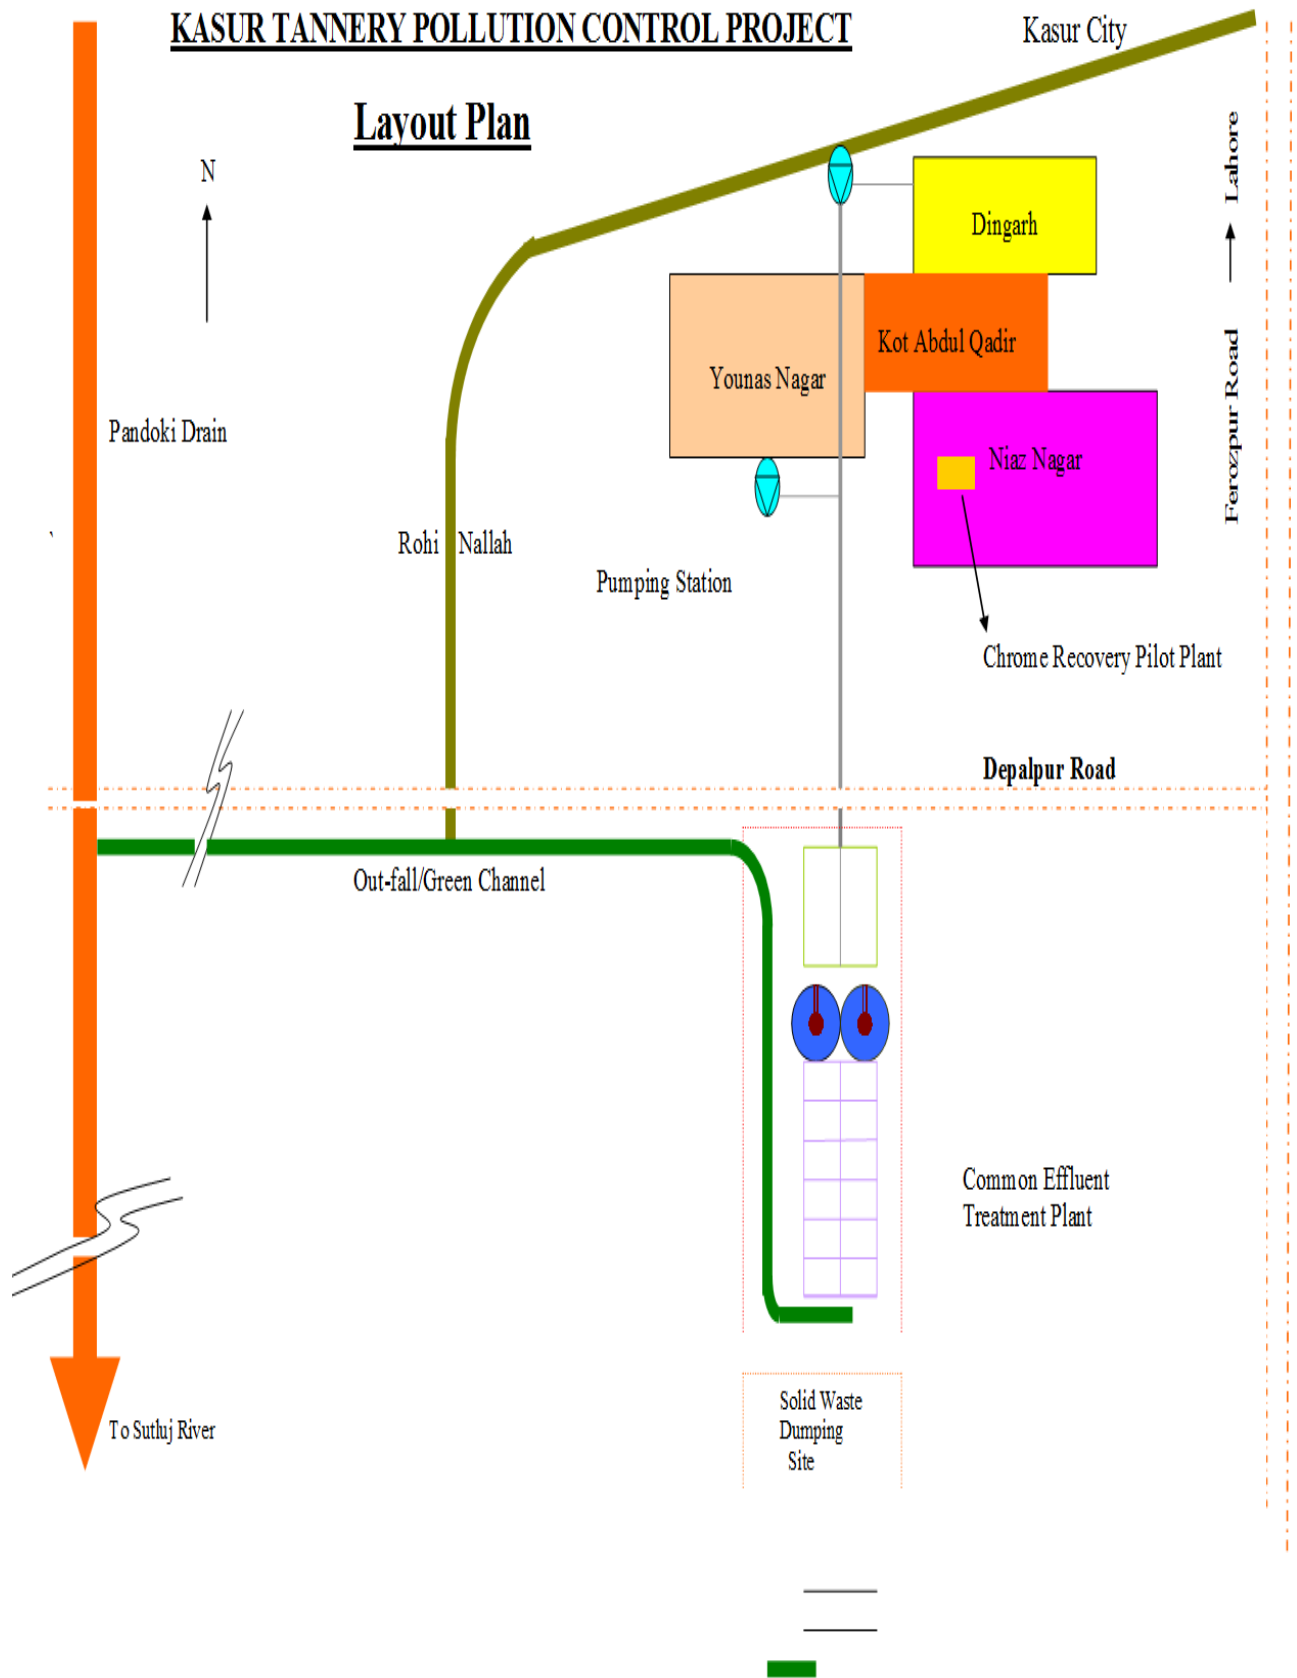 KASUR TANNERY POLLUTION CONTROL PROJECT
Kasur City
Layout Plan
N
Lahore
Dingarh
Kot Abdul Qadir
Younas Nagar
Ferozpur Road
Pandoki Drain
Niaz Nagar
Rohi Nallah
Pumping Station
Chrome Recovery Pilot Plant
Depalpur Road
Out-fall/Green Channel
Common Effluent
Treatment Plant
Solid Waste
Dumping
Site
To Sutluj River